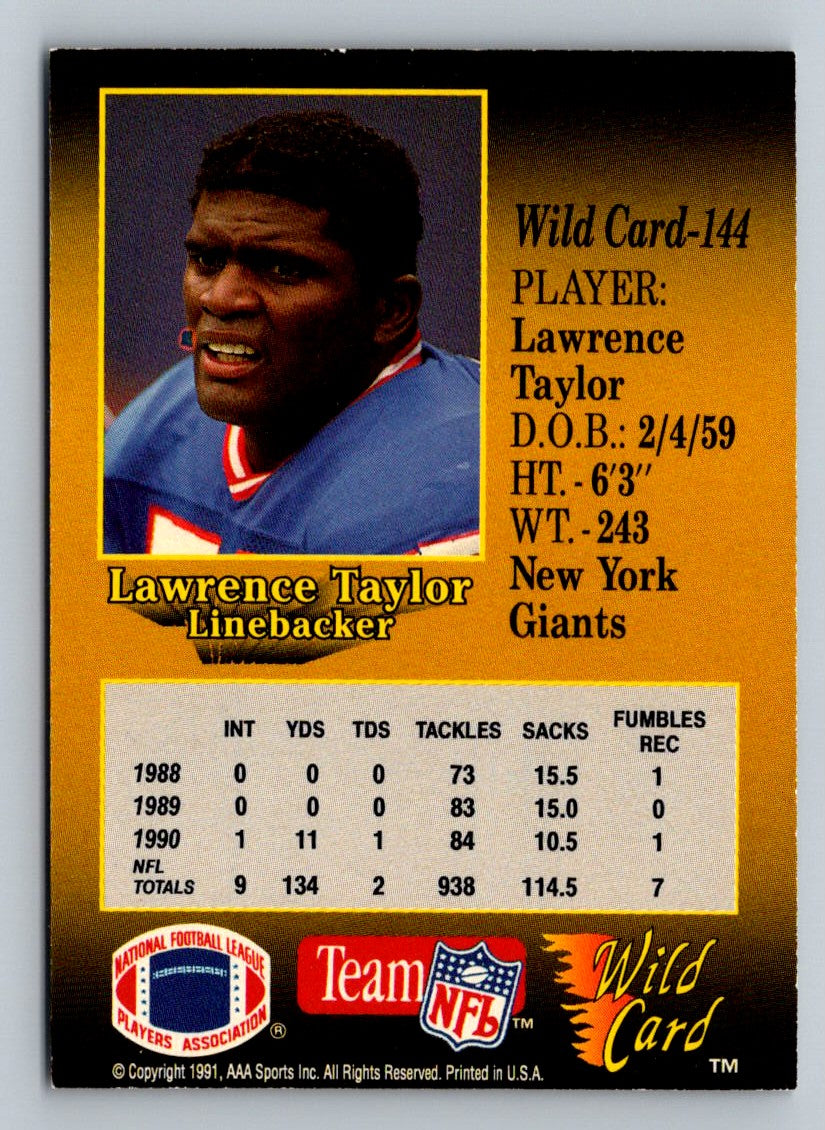 Wild Card-144
PLAYER:
Lawrence
Taylor
D.O.B.: 2/4/59
HT. - 6'3"
WT. - 243
New York
Giants
Lawrence Taylor
Linebacker
INT YDS TDS TACKLES SACKS FUMBLES REC
1988 0 0 0 73 15.5 1
1989 0 0 0 83 15.0 0
1990 1 11 1 84 10.5 1
NFL
TOTALS 9 134 2 938 114.5 7
NATIONAL FOOTBALL LEAGUE
PLAYERS ASSOCIATION ®
Team NFL ™
Wild
Card ™
© Copyright 1991, AAA Sports Inc. All Rights Reserved. Printed in U.S.A.